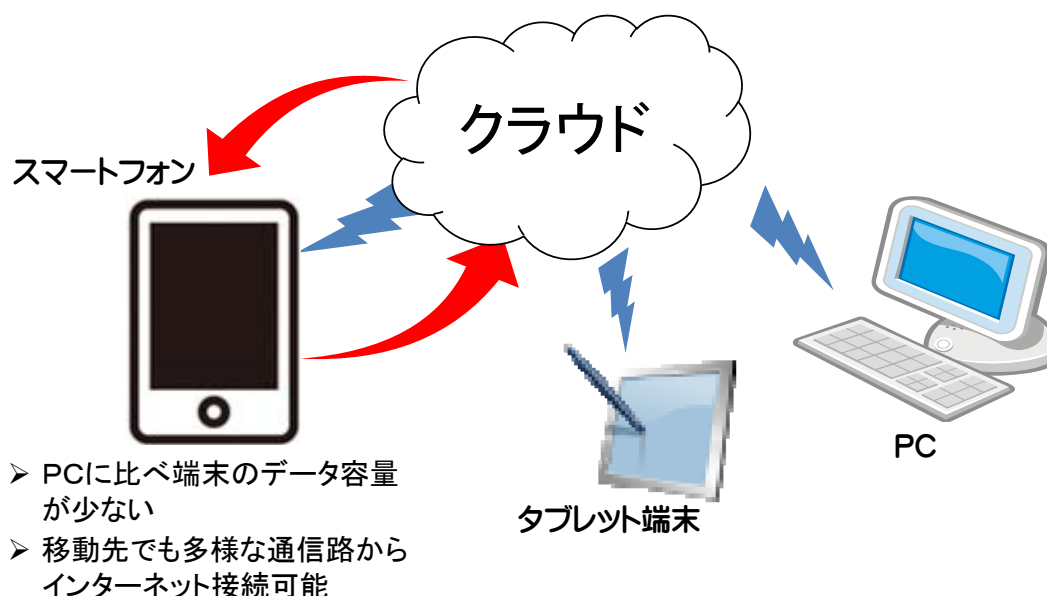 クラウド
スマートフォン
PC
タブレット端末
➢ PCに比べ端末のデータ容量
が少ない
➢ 移動先でも多様な通信路から
インターネット接続可能